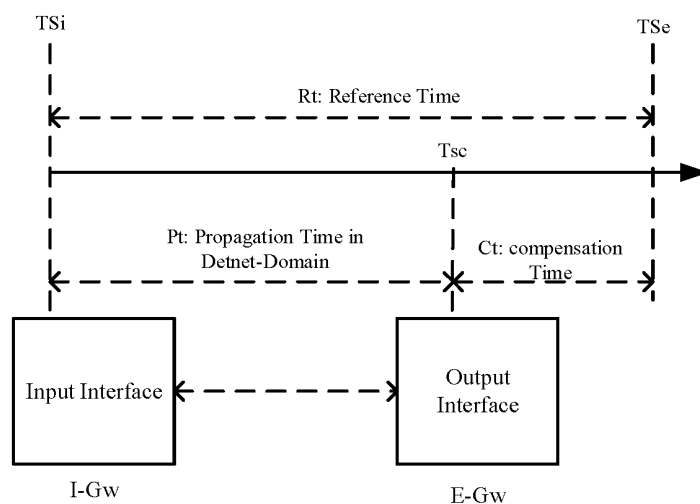 TSi
TSe
Rt: Reference Time
Tsc
Pt: Propagation Time in
Detnet-Domain
Ct: compensation
Time
Input Interface
Output
Interface
I-Gw
E-Gw